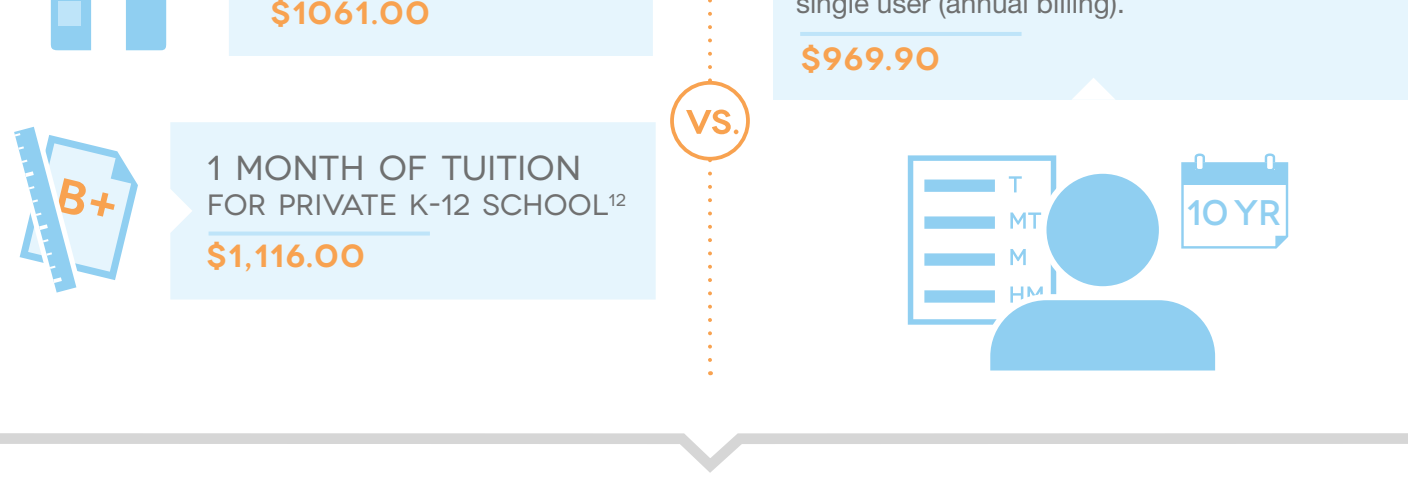 $1061.00
single user (annual billing).
$969.90
VS.
B+
1 MONTH OF TUITION
FOR PRIVATE K-12 SCHOOL¹²
$1,116.00
T
MT
M
HM
10 YR